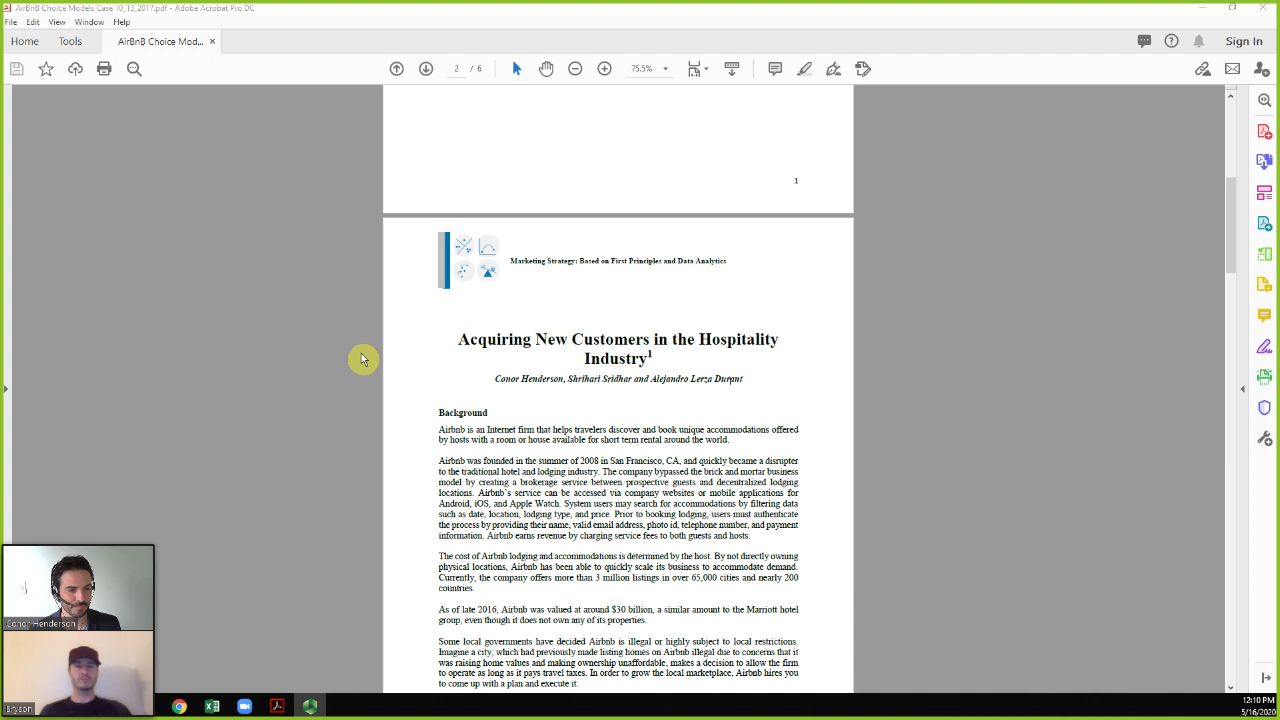 AirBnB Choice Models Case 10_13_2017.pdf - Adobe Acrobat Pro DC
File Edit View Window Help
Home Tools AirBnB Choice Mod... × Sign In
2 / 6 75.5%
1
Marketing Strategy: Based on First Principles and Data Analytics
Acquiring New Customers in the Hospitality
Industry1
Conor Henderson, Shrihari Sridhar and Alejandro Lerza Durant
Background
Airbnb is an Internet firm that helps travelers discover and book unique accommodations offered
by hosts with a room or house available for short term rental around the world.
Airbnb was founded in the summer of 2008 in San Francisco, CA, and quickly became a disrupter
to the traditional hotel and lodging industry. The company bypassed the brick and mortar business
model by creating a brokerage service between prospective guests and decentralized lodging
locations. Airbnb's service can be accessed via company websites or mobile applications for
Android, iOS, and Apple Watch. System users may search for accommodations by filtering data
such as date, location, lodging type, and price. Prior to booking lodging, users must authenticate
the process by providing their name, valid email address, photo id, telephone number, and payment
information. Airbnb earns revenue by charging service fees to both guests and hosts.
The cost of Airbnb lodging and accommodations is determined by the host. By not directly owning
physical locations, Airbnb has been able to quickly scale its business to accommodate demand.
Currently, the company offers more than 3 million listings in over 65,000 cities and nearly 200
countries.
As of late 2016, Airbnb was valued at around $30 billion, a similar amount to the Marriott hotel
group, even though it does not own any of its properties.
Some local governments have decided Airbnb is illegal or highly subject to local restrictions.
Imagine a city, which had previously made listing homes on Airbnb illegal due to concerns that it
was raising home values and making ownership unaffordable, makes a decision to allow the firm
to operate as long as it pays travel taxes. In order to grow the local marketplace, Airbnb hires you
to come up with a plan and execute it.
Conor Henderson
Bryson
12:10 PM
5/16/2020